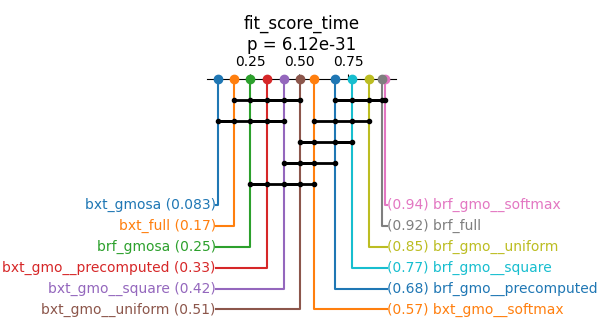 fit_score_time
p = 6.12e-31
0.25 0.50 0.75
bxt_gmosa (0.083)
bxt_full (0.17)
brf_gmosa (0.25)
bxt_gmo__precomputed (0.33)
bxt_gmo__square (0.42)
bxt_gmo__uniform (0.51)
(0.94) brf_gmo__softmax
(0.92) brf_full
(0.85) brf_gmo__uniform
(0.77) brf_gmo__square
(0.68) brf_gmo__precomputed
(0.57) bxt_gmo__softmax